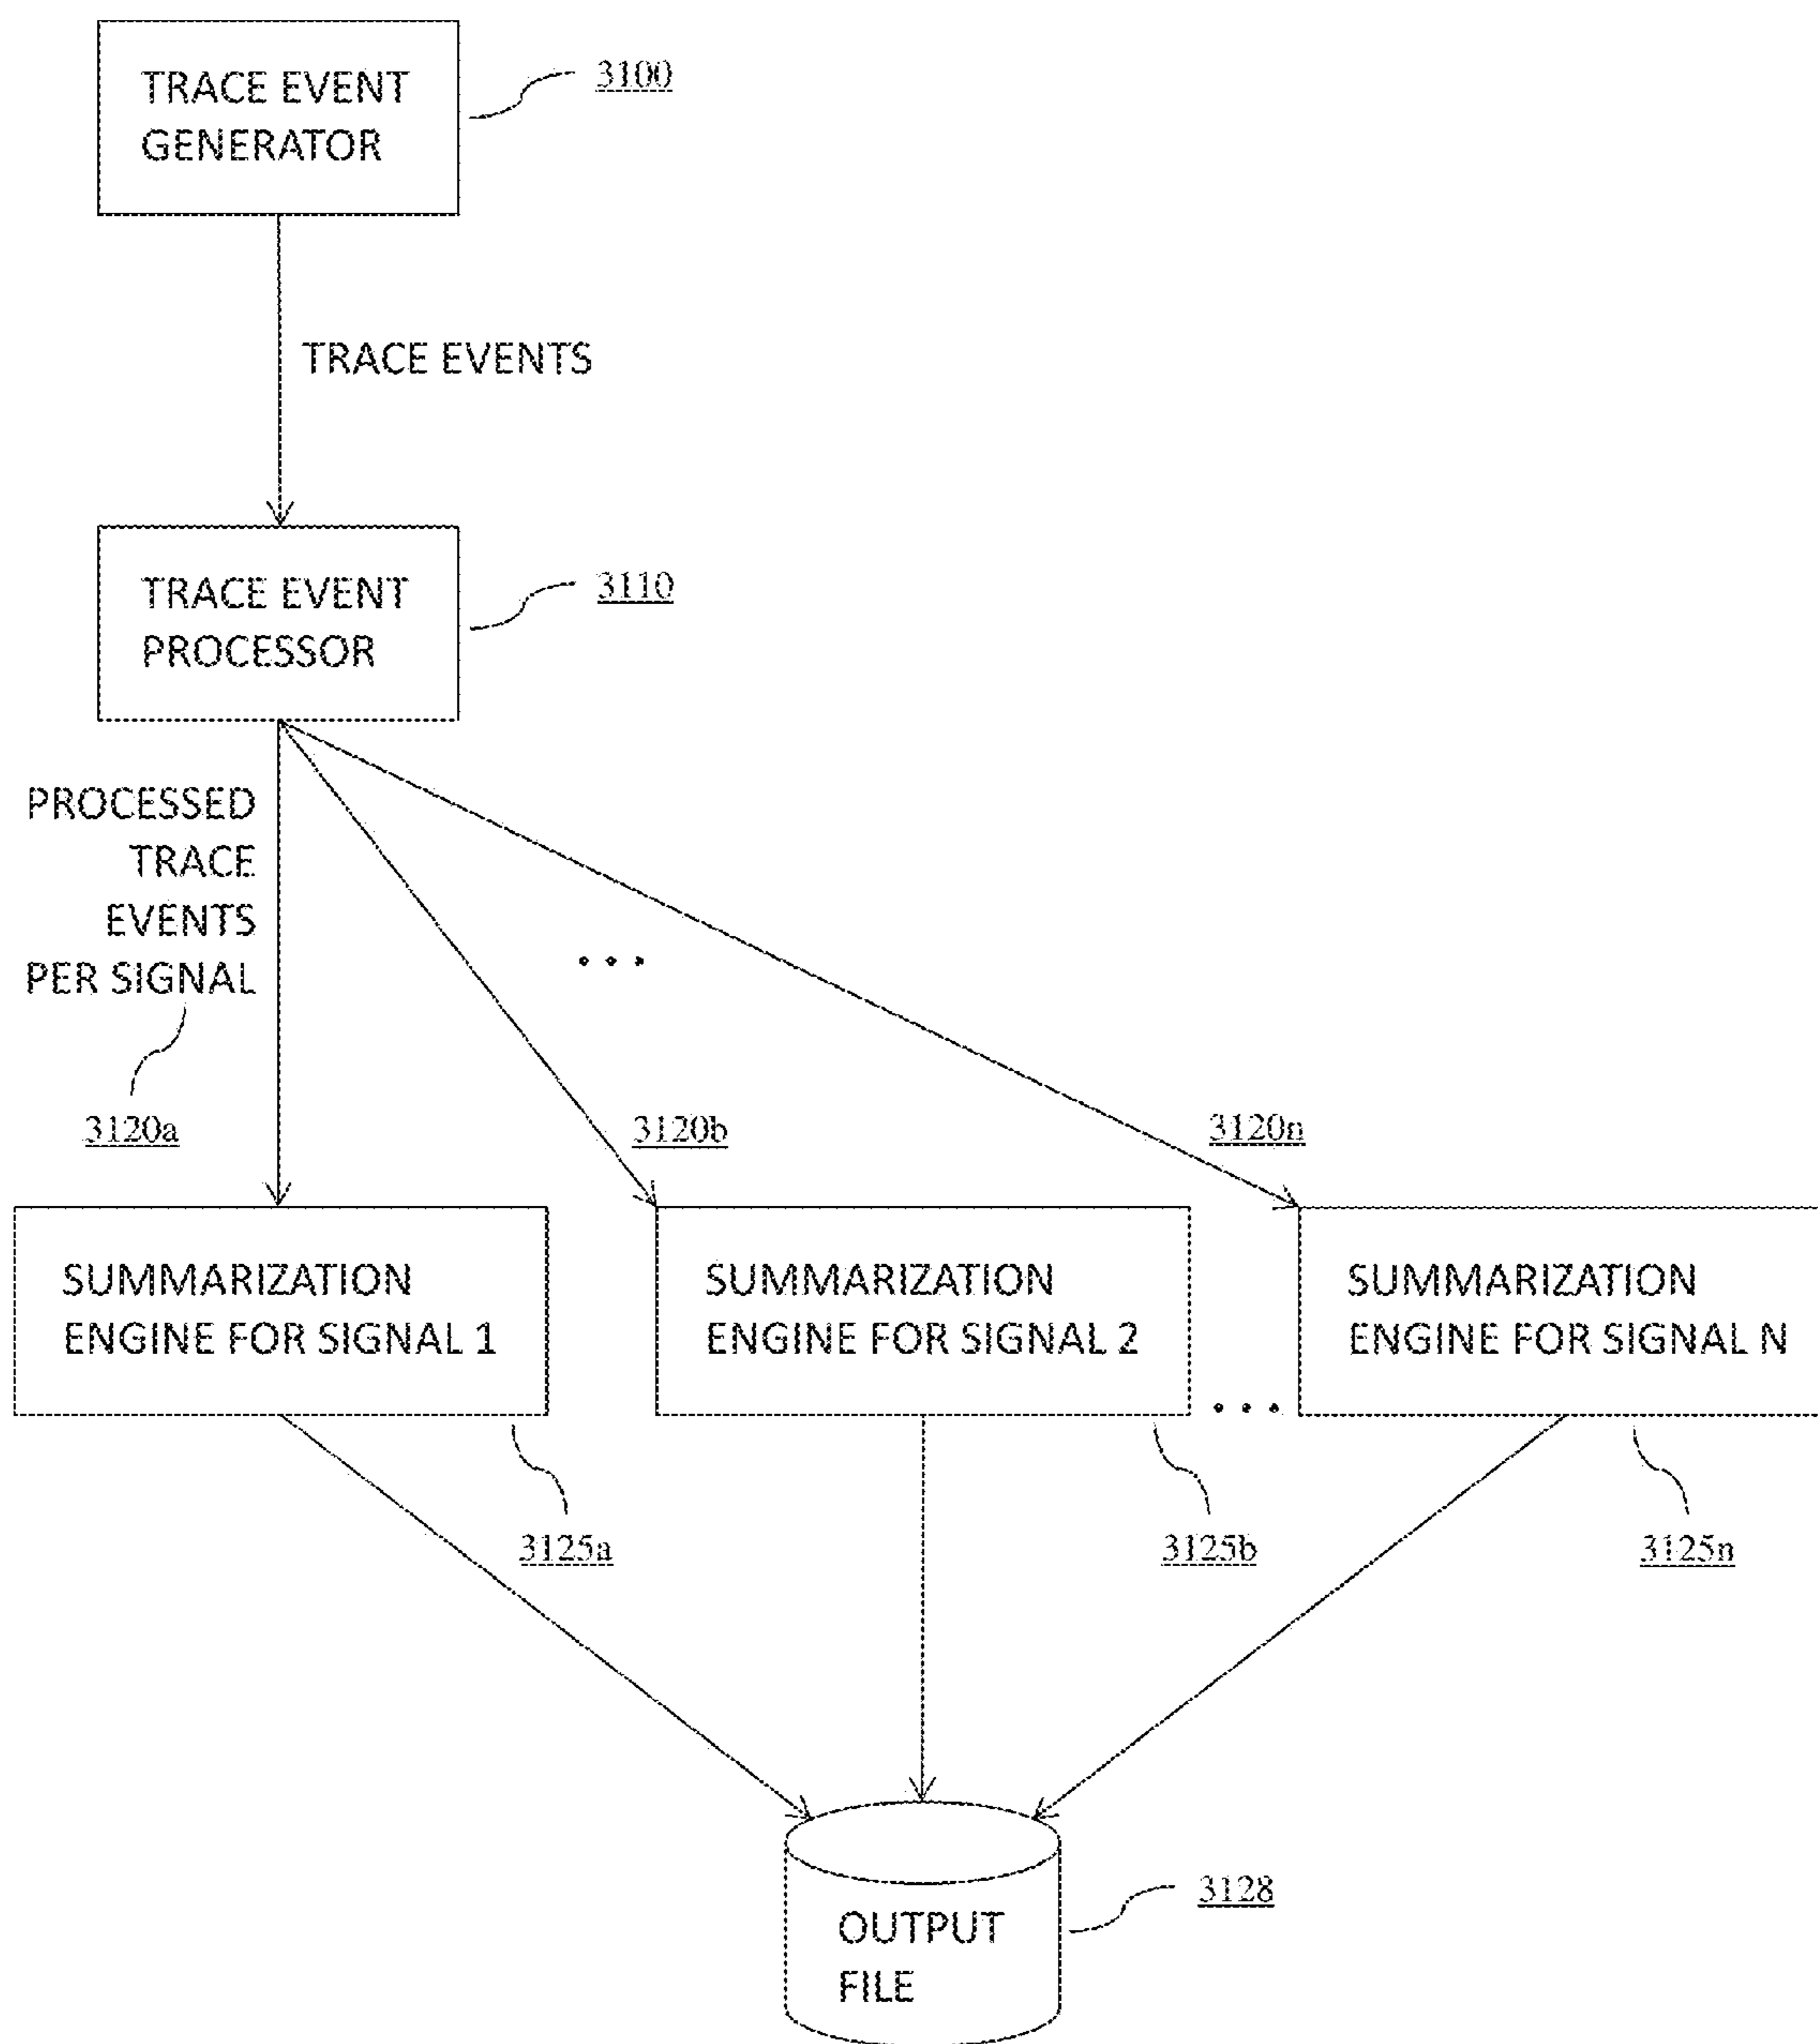 TRACE EVENT
GENERATOR
3100
TRACE EVENTS
TRACE EVENT
PROCESSOR
3110
PROCESSED
TRACE
EVENTS
PER SIGNAL
...
3120a
3120b
3120n
SUMMARIZATION
ENGINE FOR SIGNAL 1
SUMMARIZATION
ENGINE FOR SIGNAL 2
...
SUMMARIZATION
ENGINE FOR SIGNAL N
3125a
3125b
3125n
OUTPUT
FILE
3128